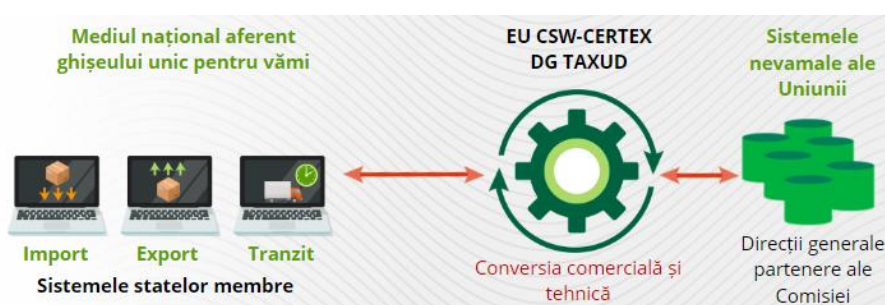 Mediul național aferent
ghișeului unic pentru vămi
Import
Export
Tranzit
Sistemele statelor membre
EU CSW-CERTEX
DG TAXUD
Conversia comercială și
tehnică
Sistemele
nevamale ale
Uniunii
Direcții generale
partenere ale
Comisiei